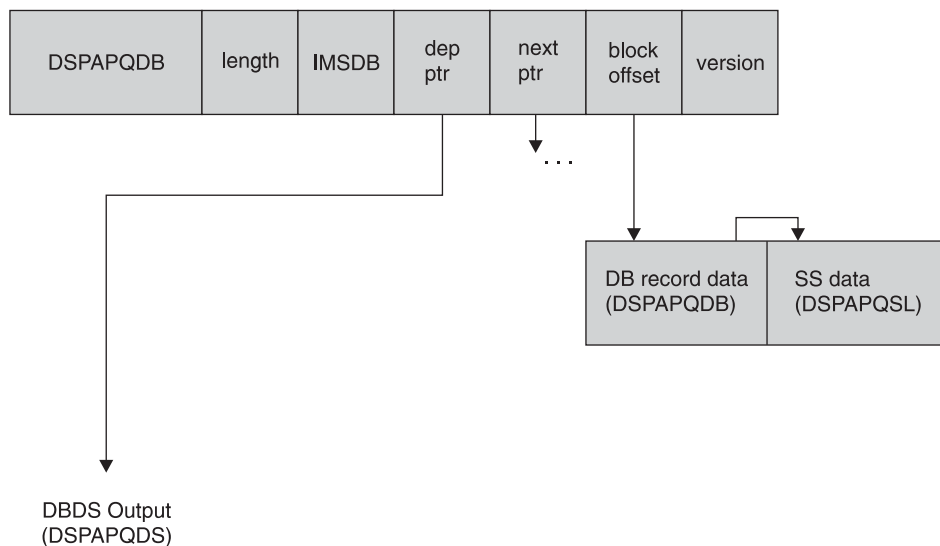 DSPAPQDB
length
IMSDB
dep
ptr
next
ptr
block
offset
version
...
DB record data
(DSPAPQDB)
SS data
(DSPAPQSL)
DBDS Output
(DSPAPQDS)